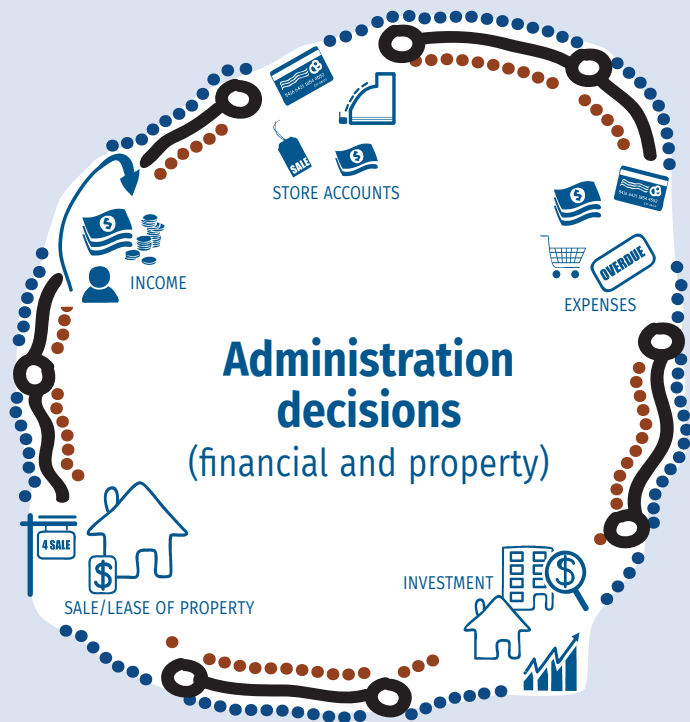 STORE ACCOUNTS
SALE
INCOME
OVERDUE
EXPENSES
Administration
decisions
(financial and property)
4 SALE
$
SALE/LEASE OF PROPERTY
INVESTMENT
$